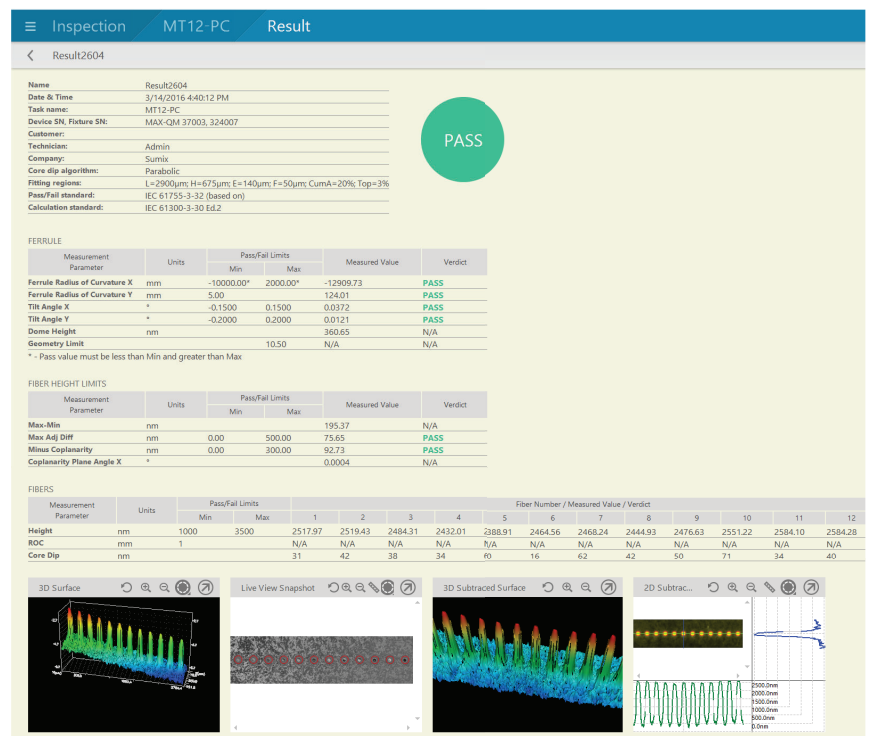 Inspection MT12-PC Result
Result2604
Name Result2604
Date & Time 3/14/2016 4:40:12 PM
Task name: MT12-PC
Device SN, Fixture SN: MAX-QM 37003, 324007
Customer:
Technician: Admin
Company: Sumix
Core dip algorithm: Parabolic
Fitting regions: L=2900µm; H=675µm; E=140µm; F=50µm; CumA=20%; Top=3%
Pass/Fail standard: IEC 61755-3-32 (based on)
Calculation standard: IEC 61300-3-30 Ed.2
PASS
FERRULE
Measurement Parameter Units Pass/Fail Limits Measured Value Verdict
Min Max
Ferrule Radius of Curvature X mm -10000.00* 2000.00* -12909.73 PASS
Ferrule Radius of Curvature Y mm 5.00 124.01 PASS
Tilt Angle X ° -0.1500 0.1500 0.0372 PASS
Tilt Angle Y ° -0.2000 0.2000 0.0121 PASS
Dome Height nm 360.65 N/A
Geometry Limit 10.50 N/A N/A
* - Pass value must be less than Min and greater than Max
FIBER HEIGHT LIMITS
Measurement Parameter Units Pass/Fail Limits Measured Value Verdict
Min Max
Max-Min nm 195.37 N/A
Max Adj Diff nm 0.00 500.00 75.65 PASS
Minus Coplanarity nm 0.00 300.00 92.73 PASS
Coplanarity Plane Angle X ° 0.0004 N/A
FIBERS
Measurement Parameter Units Pass/Fail Limits Fiber Number / Measured Value / Verdict
Min Max 1 2 3 4 5 6 7 8 9 10 11 12
Height nm 1000 3500 2517.97 2519.43 2484.31 2432.01 2388.91 2464.56 2468.24 2444.93 2476.63 2551.22 2584.10 2584.28
ROC mm 1 N/A N/A N/A N/A N/A N/A N/A N/A N/A N/A N/A N/A
Core Dip nm 31 42 38 34 16 62 42 50 71 34 40
3D Surface Live View Snapshot 3D Subtraced Surface 2D Subtrac...
2500.0nm
2000.0nm
1500.0nm
1000.0nm
500.0nm
0.0nm